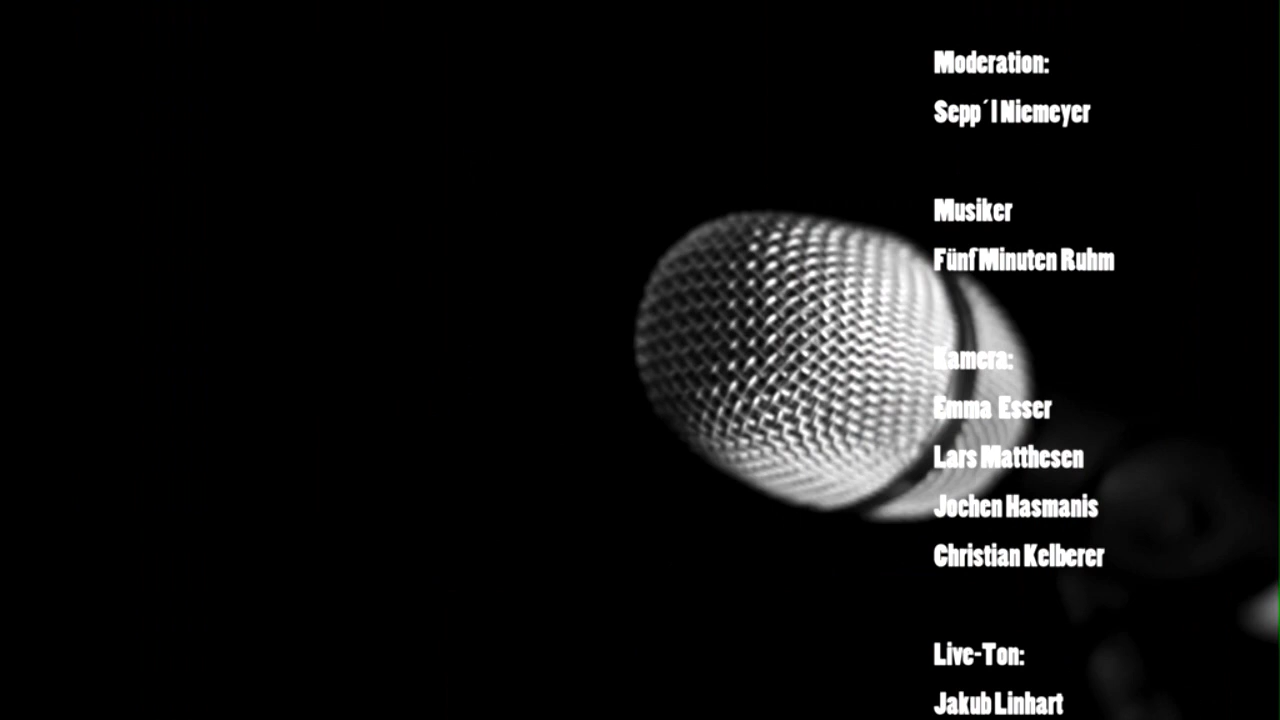 Moderation:
Sepp´l Niemeyer
Musiker
Fünf Minuten Ruhm
Kamera:
Emma Esser
Lars Matthesen
Jochen Hasmanis
Christian Kelberer
Live-Ton:
Jakub Linhart